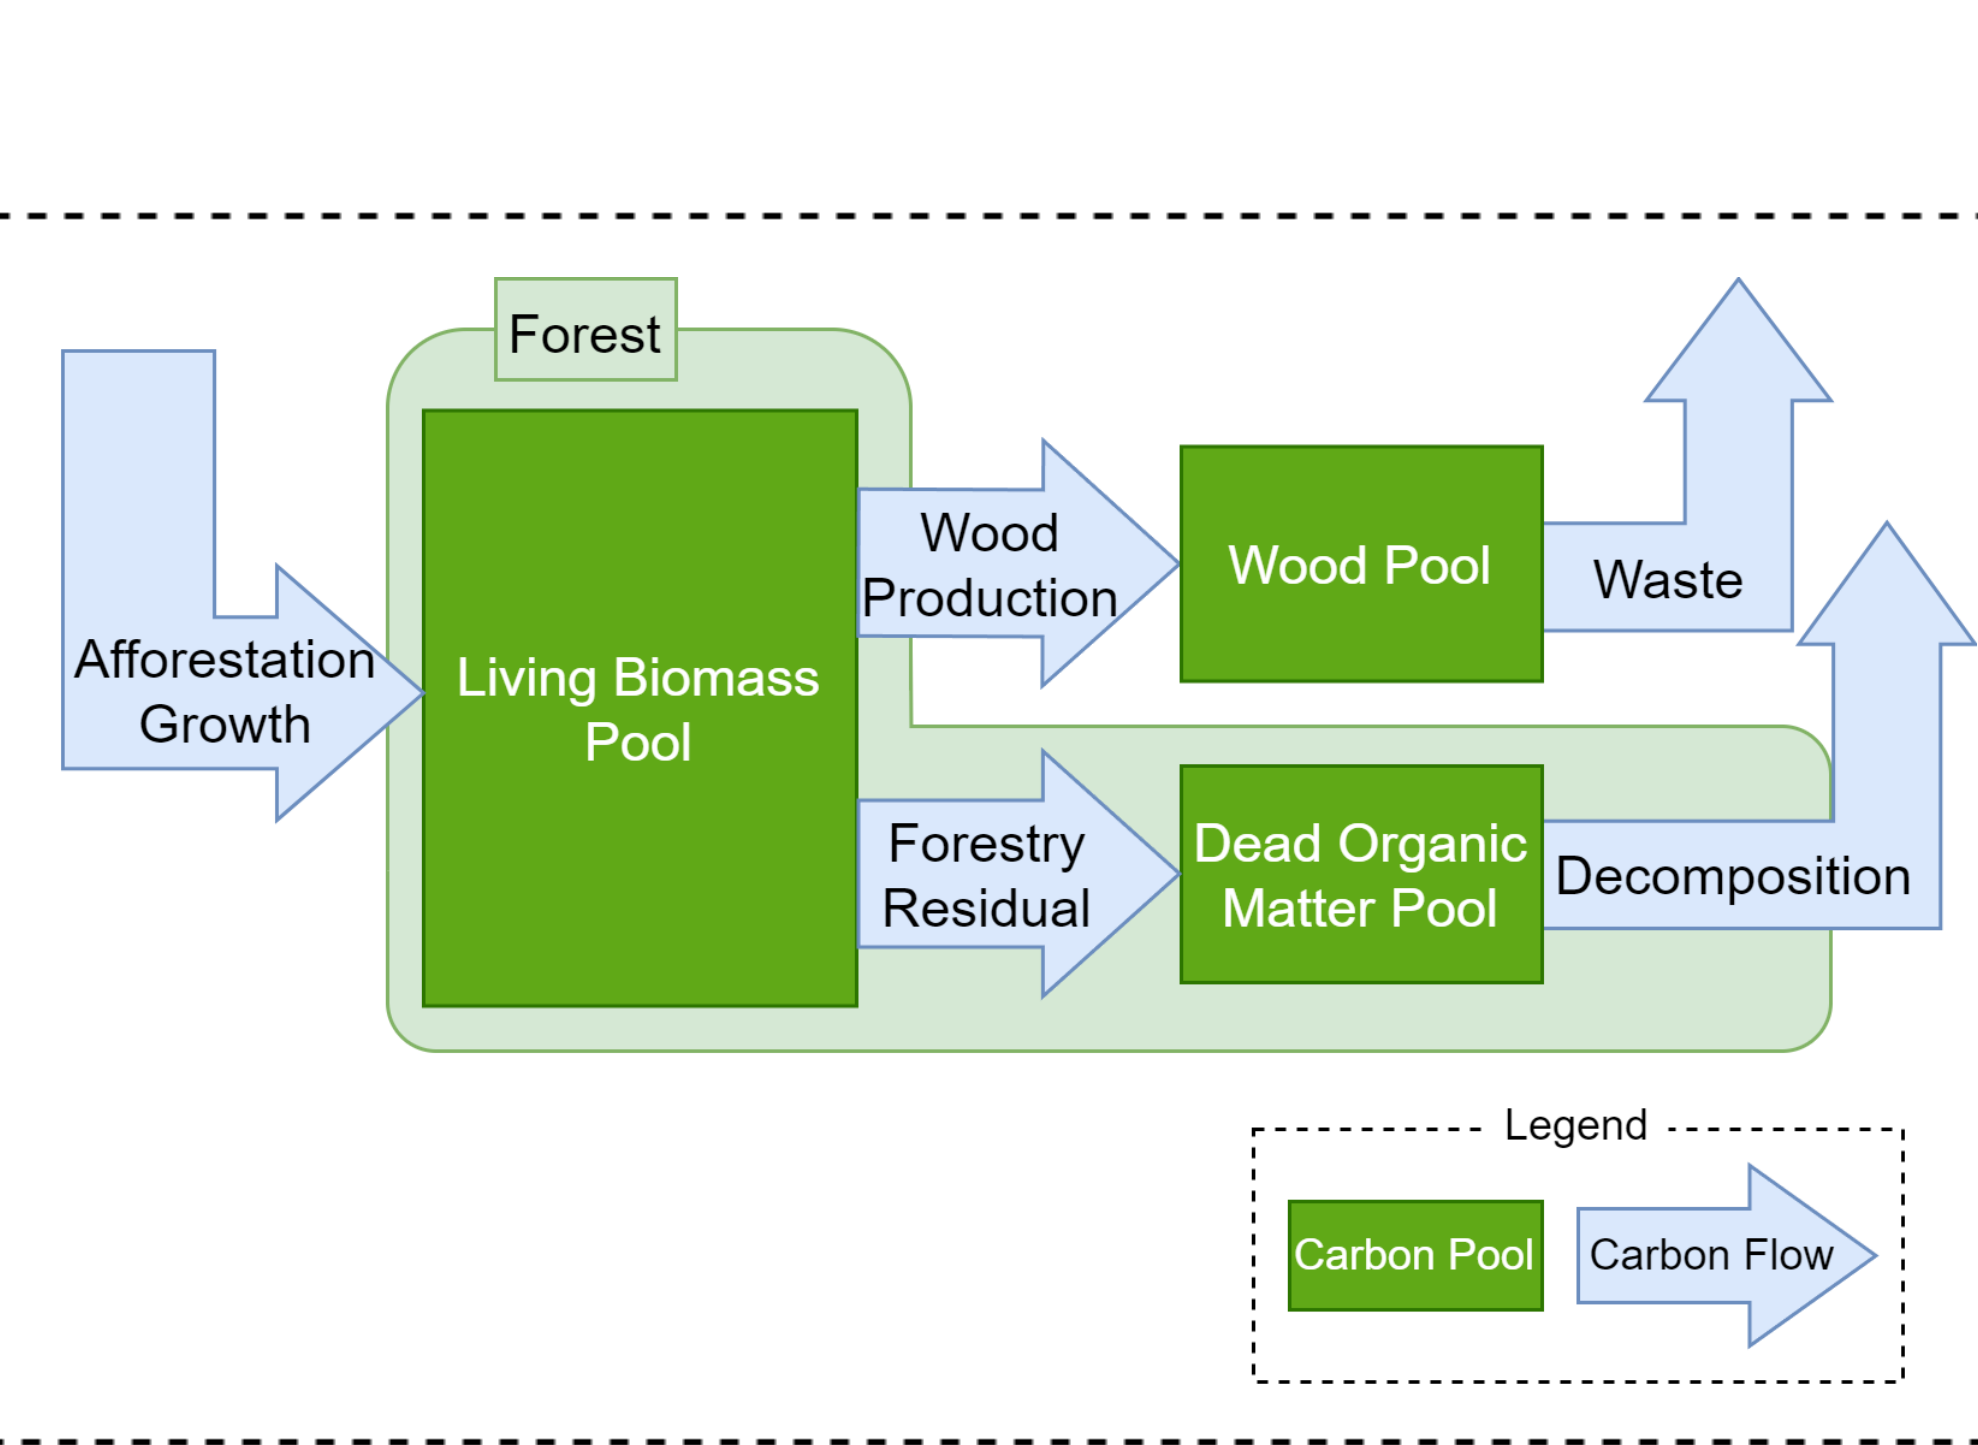 Forest
Afforestation
Growth
Living Biomass
Pool
Wood
Production
Wood Pool
Waste
Forestry
Residual
Dead Organic
Matter Pool
Decomposition
Legend
Carbon Pool
Carbon Flow